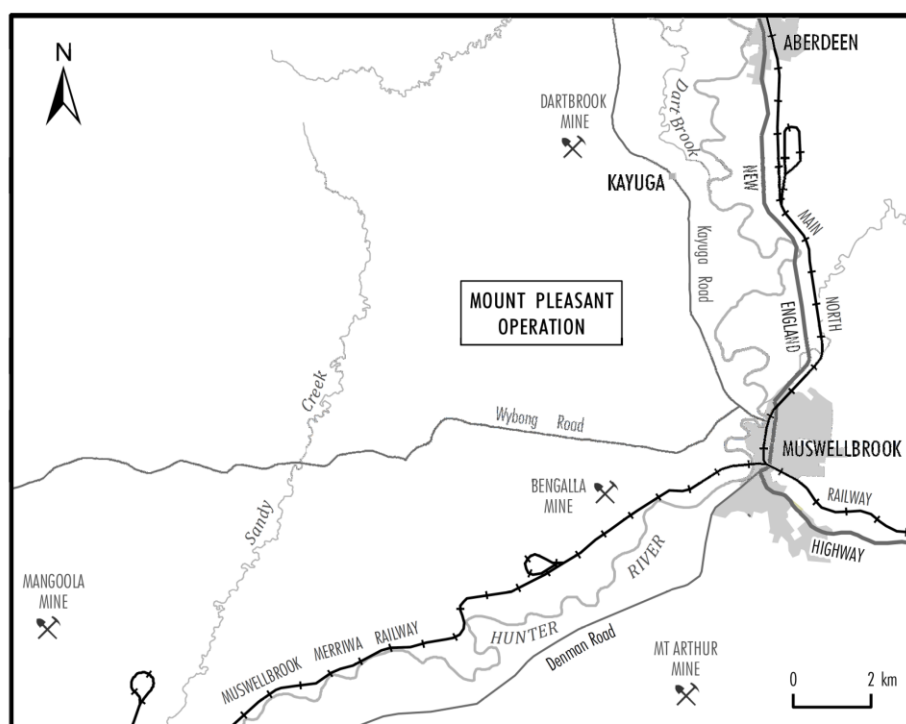 N
ABERDEEN
DARTBROOK
MINE
Dart Brook
KAYUGA
NEW
MAIN
Kayuga Road
MOUNT PLEASANT
OPERATION
NORTH
ENGLAND
Creek
Wybong Road
MUSWELLBROOK
BENGALLA
MINE
RAILWAY
Sandy
HIGHWAY
RIVER
MANGOOLA
MINE
HUNTER
MUSWELLBROOK MERRIWA RAILWAY
Denman Road
MT ARTHUR
MINE
0 2 km